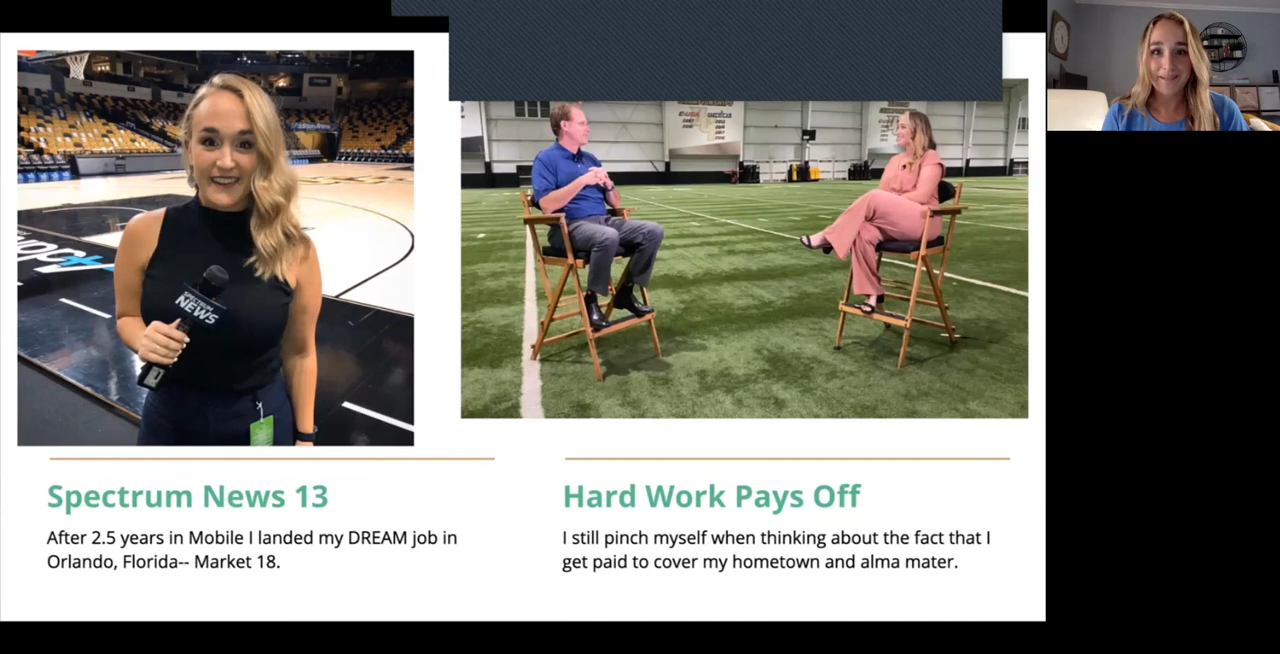 SPECTRUM
NEWS
Spectrum News 13
After 2.5 years in Mobile I landed my DREAM job in
Orlando, Florida-- Market 18.
Hard Work Pays Off
I still pinch myself when thinking about the fact that I
get paid to cover my hometown and alma mater.